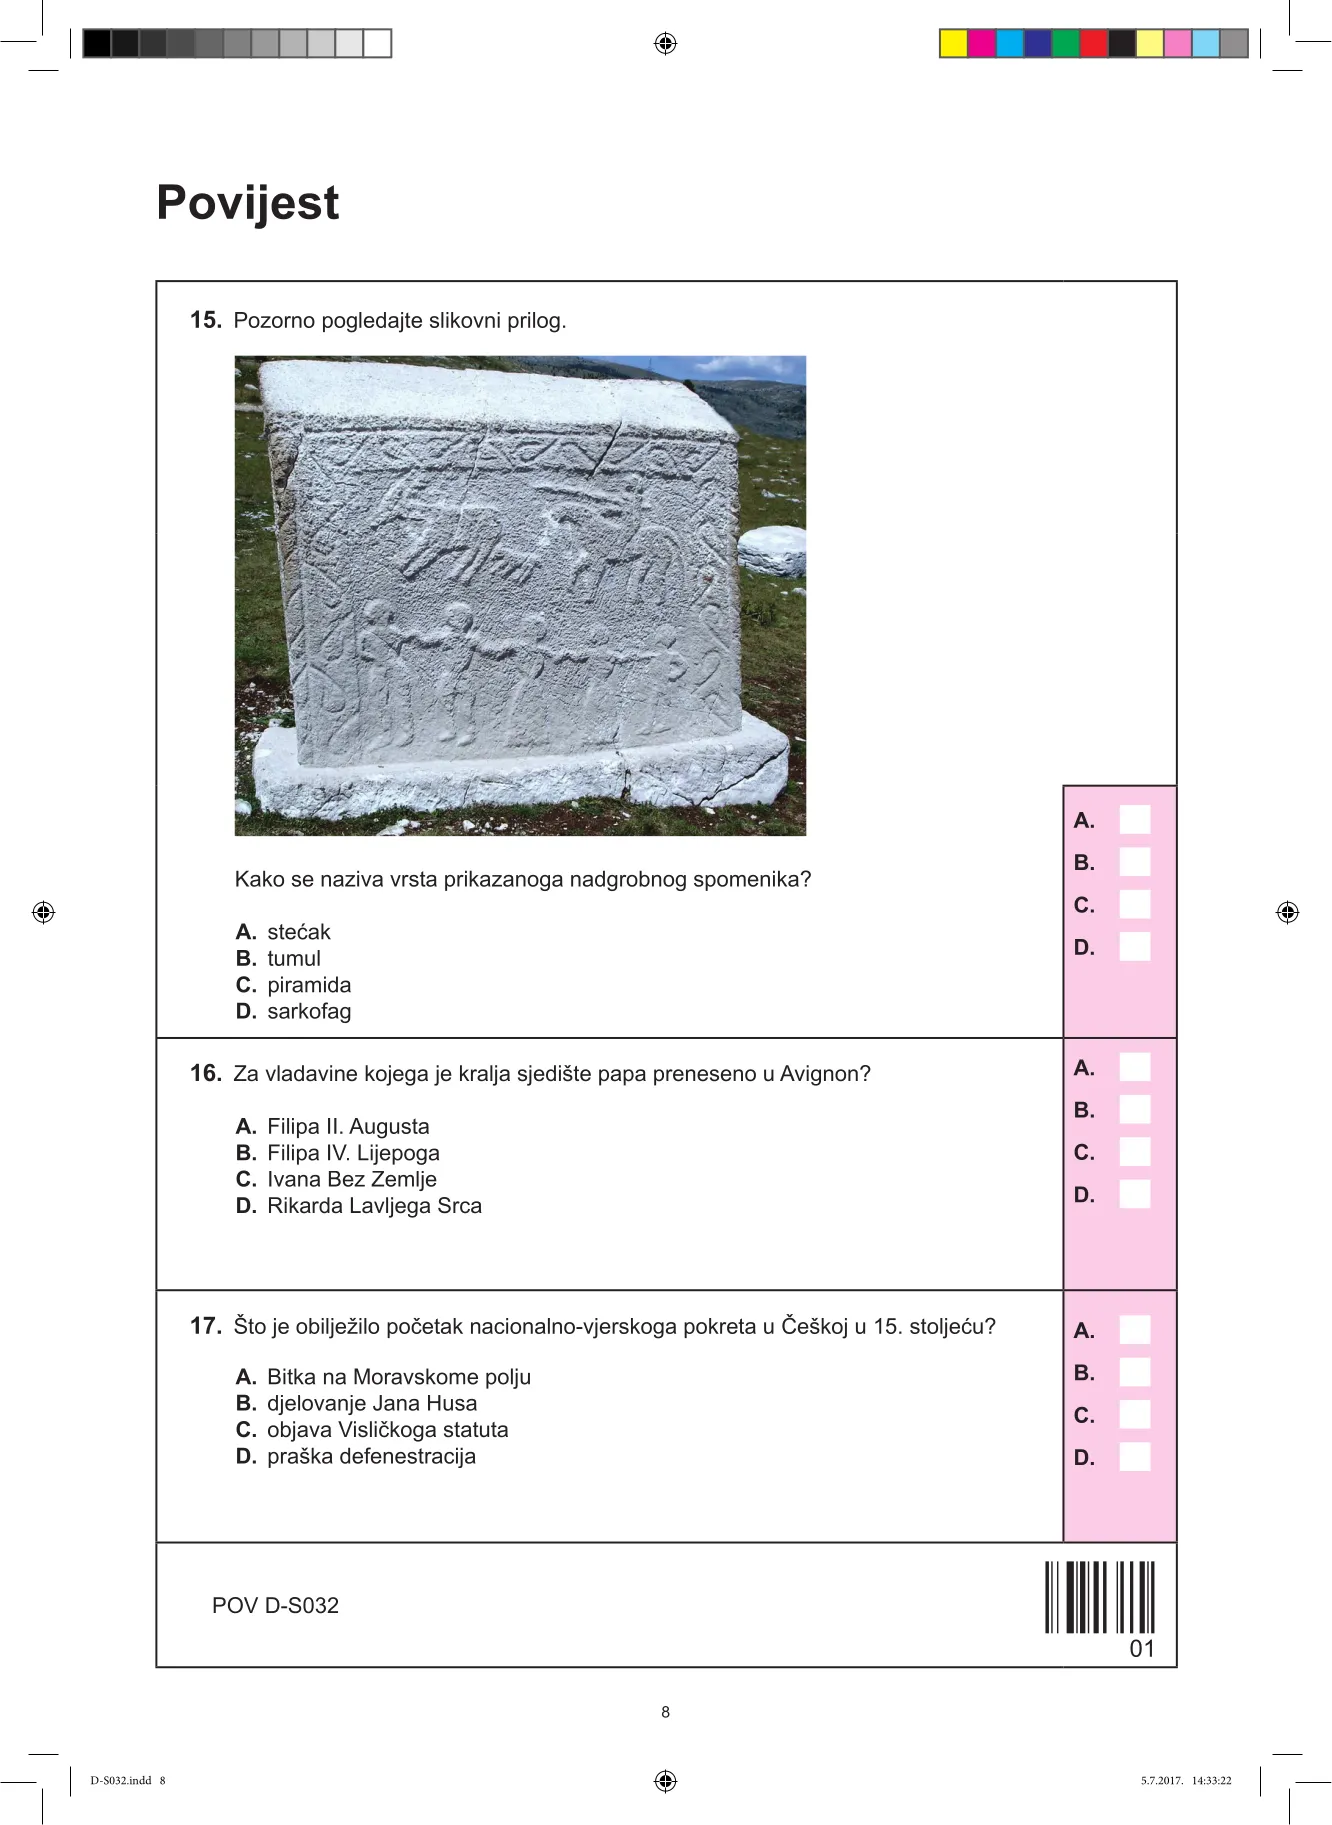 Povijest
15. Pozorno pogledajte slikovni prilog.
Kako se naziva vrsta prikazanoga nadgrobnog spomenika?
A. stećak
B. tumul
C. piramida
D. sarkofag
A.
B.
C.
D.
16. Za vladavine kojega je kralja sjedište papa preneseno u Avignon?
A. Filipa II. Augusta
B. Filipa IV. Lijepoga
C. Ivana Bez Zemlje
D. Rikarda Lavljega Srca
A.
B.
C.
D.
17. Što je obilježilo početak nacionalno-vjerskoga pokreta u Češkoj u 15. stoljeću?
A. Bitka na Moravskome polju
B. djelovanje Jana Husa
C. objava Visličkoga statuta
D. praška defenestracija
A.
B.
C.
D.
POV D-S032
01
8
D-S032.indd 8
5.7.2017. 14:33:22